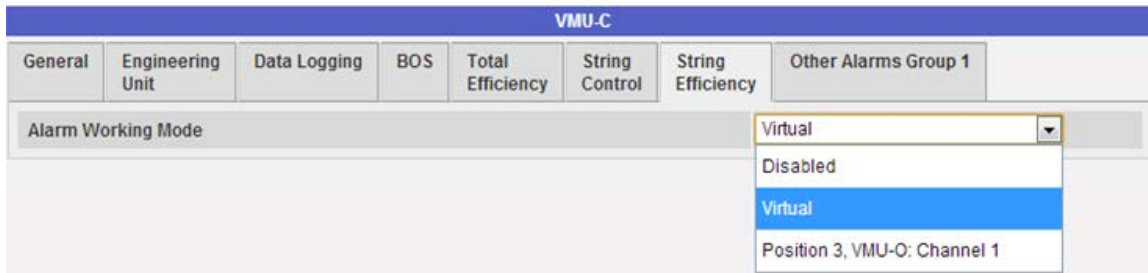 VMU-C
General
Engineering
Unit
Data Logging
BOS
Total
Efficiency
String
Control
String
Efficiency
Other Alarms Group 1
Alarm Working Mode
Virtual
Disabled
Virtual
Position 3, VMU-O: Channel 1